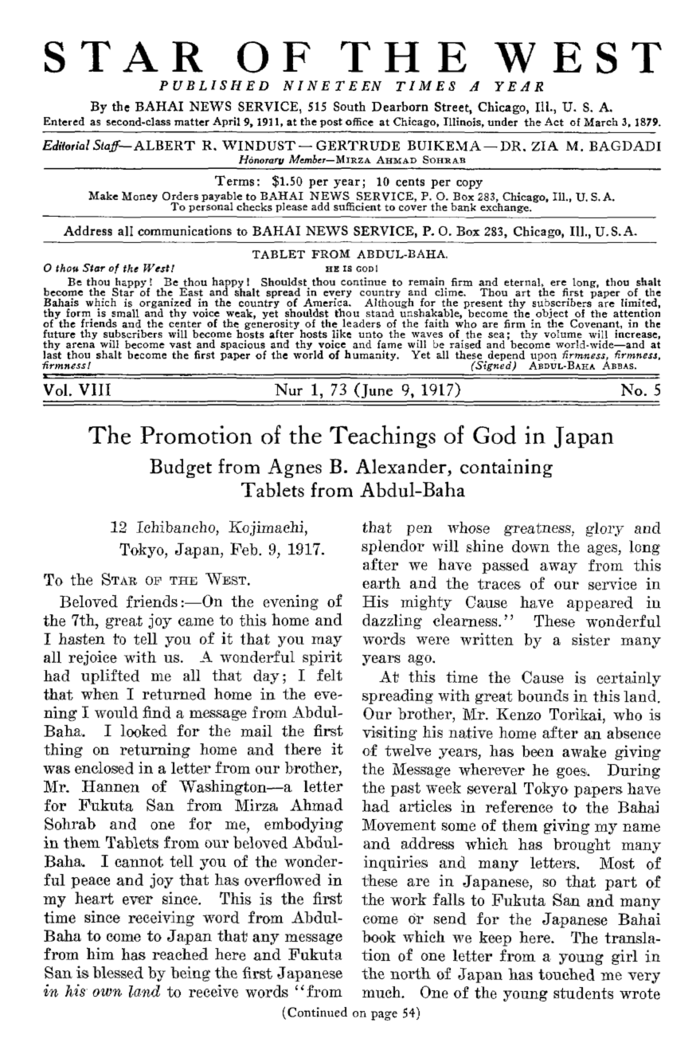 STAR OF THE WEST
PUBLISHED NINETEEN TIMES A YEAR
By the BAHAI NEWS SERVICE, 515 South Dearborn Street, Chicago, Ill., U. S. A.
Entered as second-class matter April 9, 1911, at the post office at Chicago, Illinois, under the Act of March 3, 1879.
Editorial Staff—ALBERT R. WINDUST—GERTRUDE BUIKEMA—DR. ZIA M. BAGDADI
Honorary Member—MIRZA AHMAD SOHRAB
Terms: $1.50 per year; 10 cents per copy
Make Money Orders payable to BAHAI NEWS SERVICE, P. O. Box 283, Chicago, Ill., U. S. A.
To personal checks please add sufficient to cover the bank exchange.
Address all communications to BAHAI NEWS SERVICE, P. O. Box 283, Chicago, Ill., U.S.A.
TABLET FROM ABDUL-BAHA.
O thou Star of the West! HE IS GOD!
Be thou happy! Be thou happy! Shouldst thou continue to remain firm and eternal, ere long, thou shalt
become the Star of the East and shalt spread in every country and clime. Thou art the first paper of the
Bahais which is organized in the country of America. Although for the present thy subscribers are limited,
thy form is small and thy voice weak, yet shouldst thou stand unshakable, become the object of the attention
of the friends and the center of the generosity of the leaders of the faith who are firm in the Covenant, in the
future thy subscribers will become hosts after hosts like unto the waves of the sea; thy volume will increase,
thy arena will become vast and spacious and thy voice and fame will be raised and become world-wide—and at
last thou shalt become the first paper of the world of humanity. Yet all these depend upon firmness, firmness,
firmness! (Signed) ABDUL-BAHA ABBAS.
Vol. VIII Nur 1, 73 (June 9, 1917) No. 5
The Promotion of the Teachings of God in Japan
Budget from Agnes B. Alexander, containing
Tablets from Abdul-Baha
12 Ichibancho, Kojimachi,
Tokyo, Japan, Feb. 9, 1917.
To the STAR OF THE WEST.
Beloved friends:—On the evening of
the 7th, great joy came to this home and
I hasten to tell you of it that you may
all rejoice with us. A wonderful spirit
had uplifted me all that day; I felt
that when I returned home in the eve-
ning I would find a message from Abdul-
Baha. I looked for the mail the first
thing on returning home and there it
was enclosed in a letter from our brother,
Mr. Hannen of Washington—a letter
for Fukuta San from Mirza Ahmad
Sohrab and one for me, embodying
in them Tablets from our beloved Abdul-
Baha. I cannot tell you of the wonder-
ful peace and joy that has overflowed in
my heart ever since. This is the first
time since receiving word from Abdul-
Baha to come to Japan that any message
from him has reached here and Fukuta
San is blessed by being the first Japanese
in his own land to receive words "from
that pen whose greatness, glory and
splendor will shine down the ages, long
after we have passed away from this
earth and the traces of our service in
His mighty Cause have appeared in
dazzling clearness." These wonderful
words were written by a sister many
years ago.
At this time the Cause is certainly
spreading with great bounds in this land.
Our brother, Mr. Kenzo Torikai, who is
visiting his native home after an absence
of twelve years, has been awake giving
the Message wherever he goes. During
the past week several Tokyo papers have
had articles in reference to the Bahai
Movement some of them giving my name
and address which has brought many
inquiries and many letters. Most of
these are in Japanese, so that part of
the work falls to Fukuta San and many
come or send for the Japanese Bahai
book which we keep here. The transla-
tion of one letter from a young girl in
the north of Japan has touched me very
much. One of the young students wrote
(Continued on page 54)